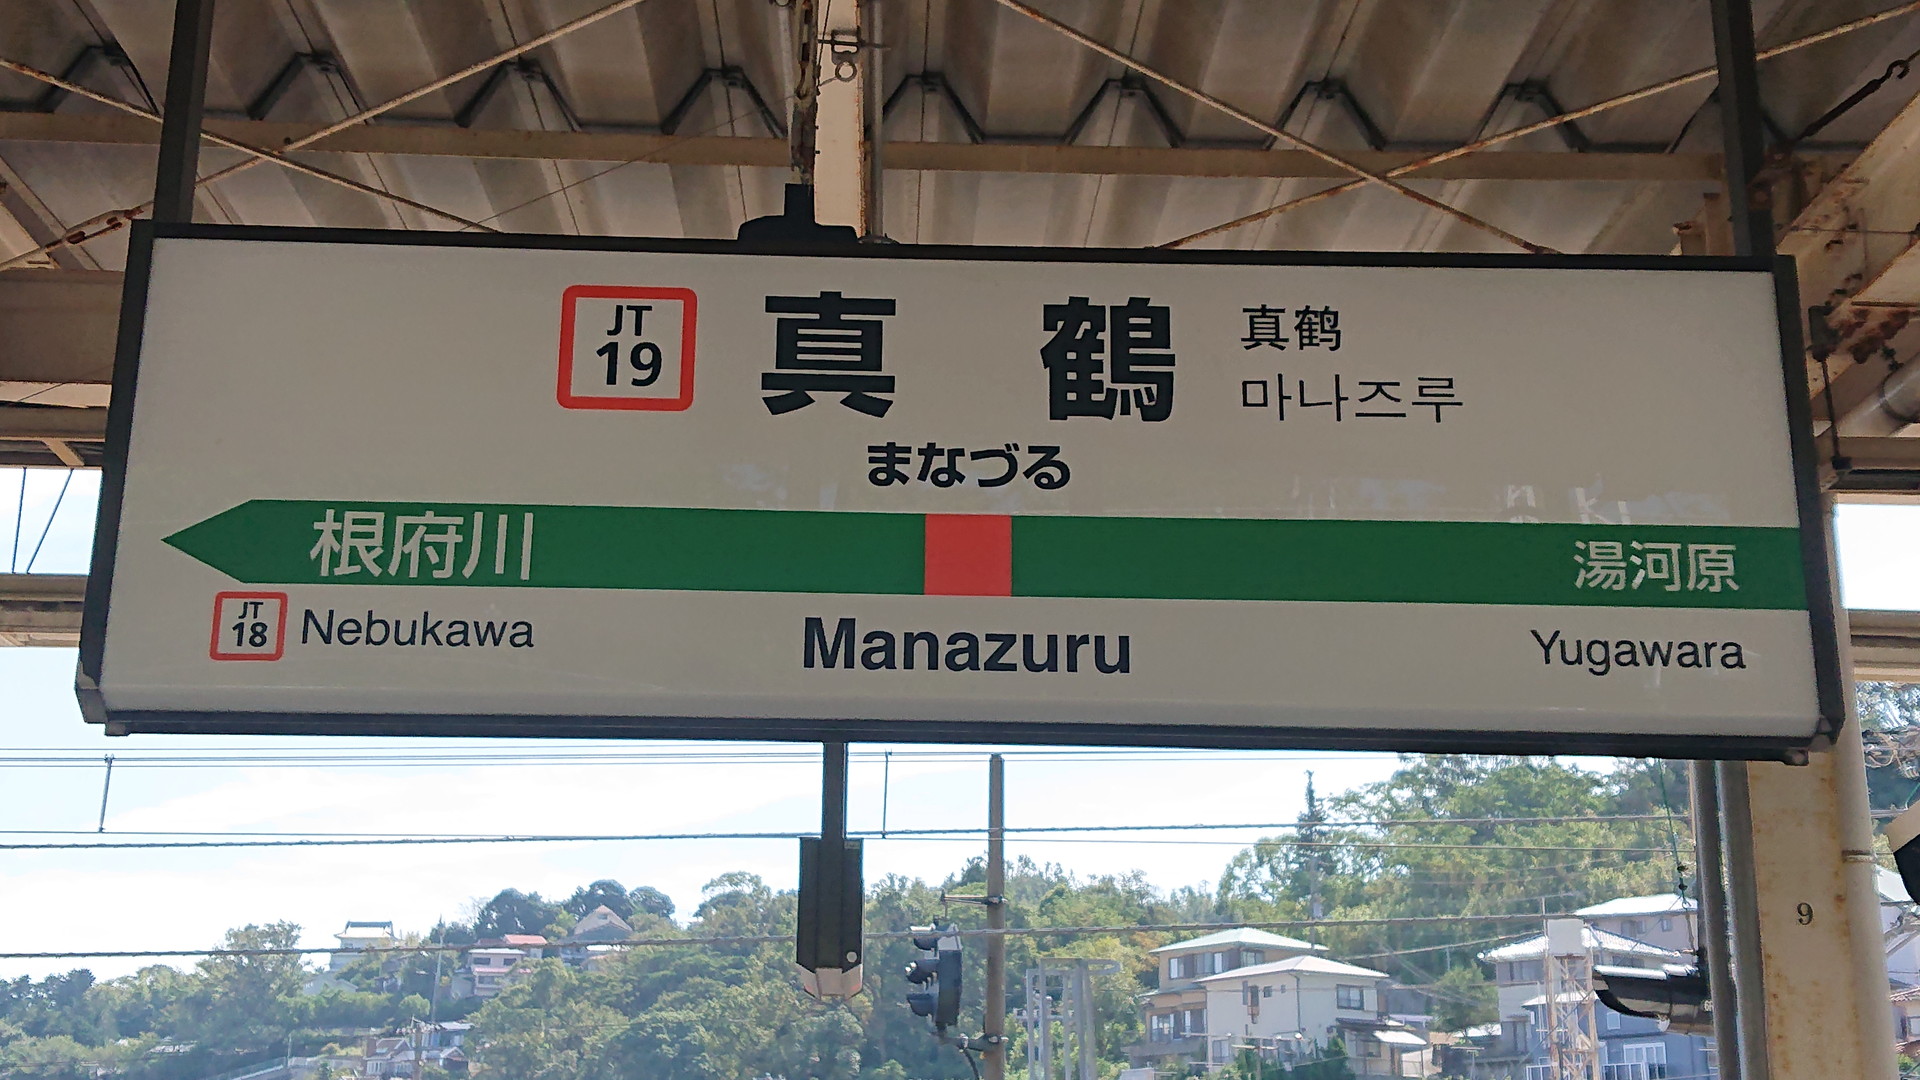 JT
19
真鶴
真鹤
마나즈루
まなづる
根府川
湯河原
JT
18
Nebukawa
Manazuru
Yugawara
9